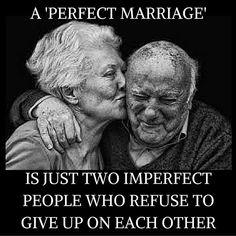 A 'PERFECT MARRIAGE'
IS JUST TWO IMPERFECT
PEOPLE WHO REFUSE TO
GIVE UP ON EACH OTHER